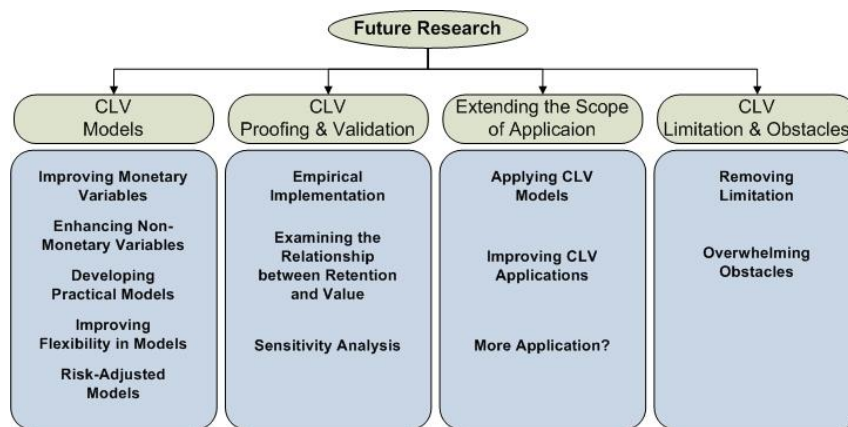 Future Research
CLV
Models
CLV
Proofing & Validation
Extending the Scope
of Applicaion
CLV
Limitation & Obstacles
Improving Monetary
Variables
Enhancing Non-
Monetary Variables
Developing
Practical Models
Improving
Flexibility in Models
Risk-Adjusted
Models
Empirical
Implementation
Examining the
Relationship
between Retention
and Value
Sensitivity Analysis
Applying CLV
Models
Improving CLV
Applications
More Application?
Removing
Limitation
Overwhelming
Obstacles